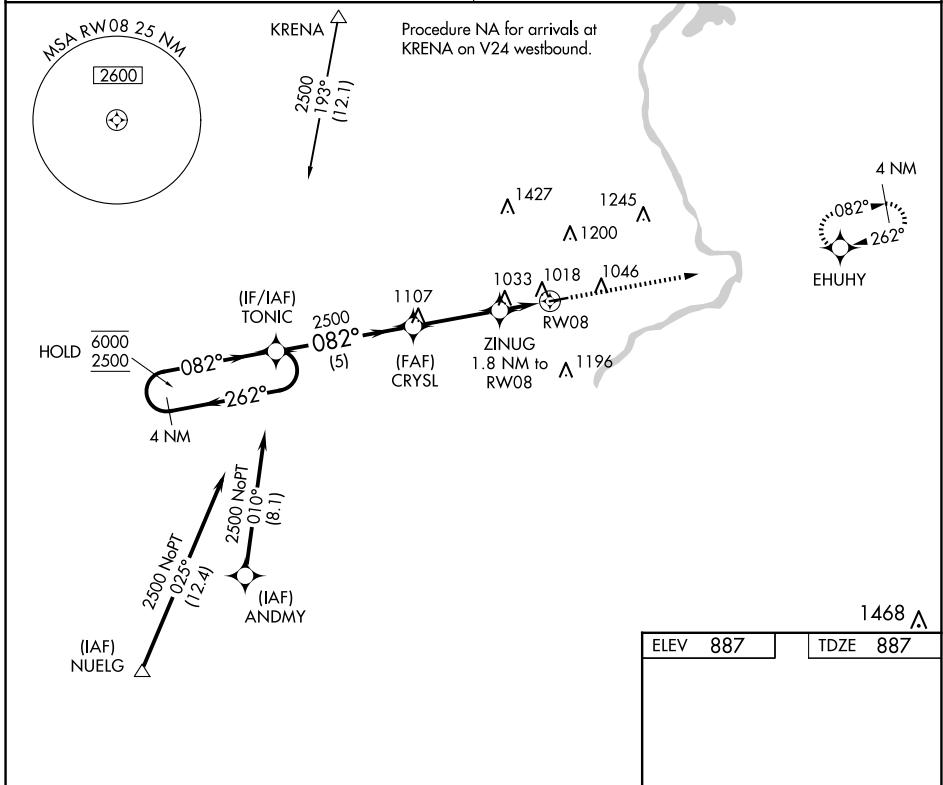 MSA RW08 25 NM
2600
KRENA
2500
193°
(12.1)
Procedure NA for arrivals at
KRENA on V24 westbound.
1427
1245
1200
4 NM
082°
262°
EHUHY
(IF/IAF)
TONIC
2500
082°
(5)
1107
(FAF)
CRYSL
1033
1018
1046
RW08
ZINUG
1.8 NM to
RW08
1196
HOLD
6000
2500
082°
262°
4 NM
2500 NoPT
025°
(12.4)
2500 NoPT
010°
(8.1)
(IAF)
ANDMY
(IAF)
NUELG
1468
ELEV 887
TDZE 887